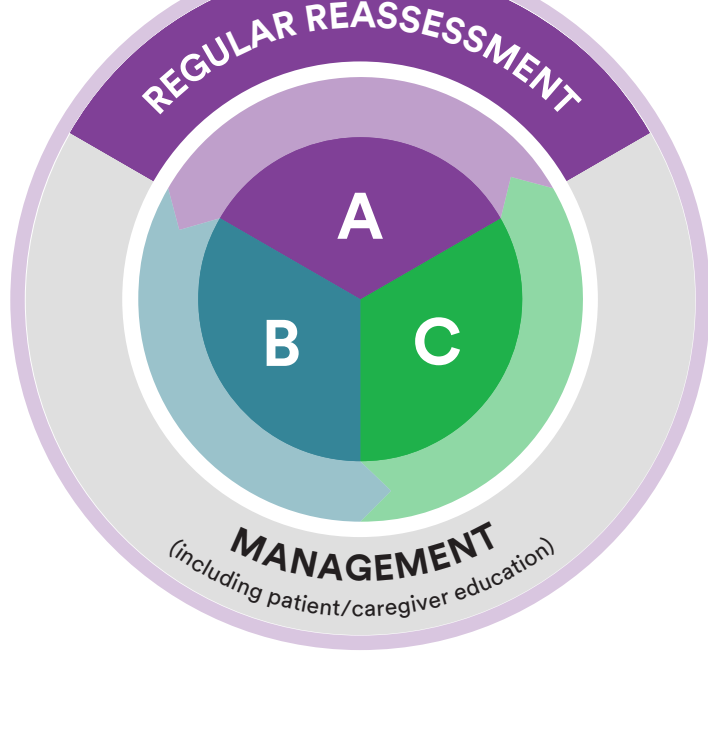 REGULAR REASSESSMENT
A
B
C
MANAGEMENT
(including patient/caregiver education)